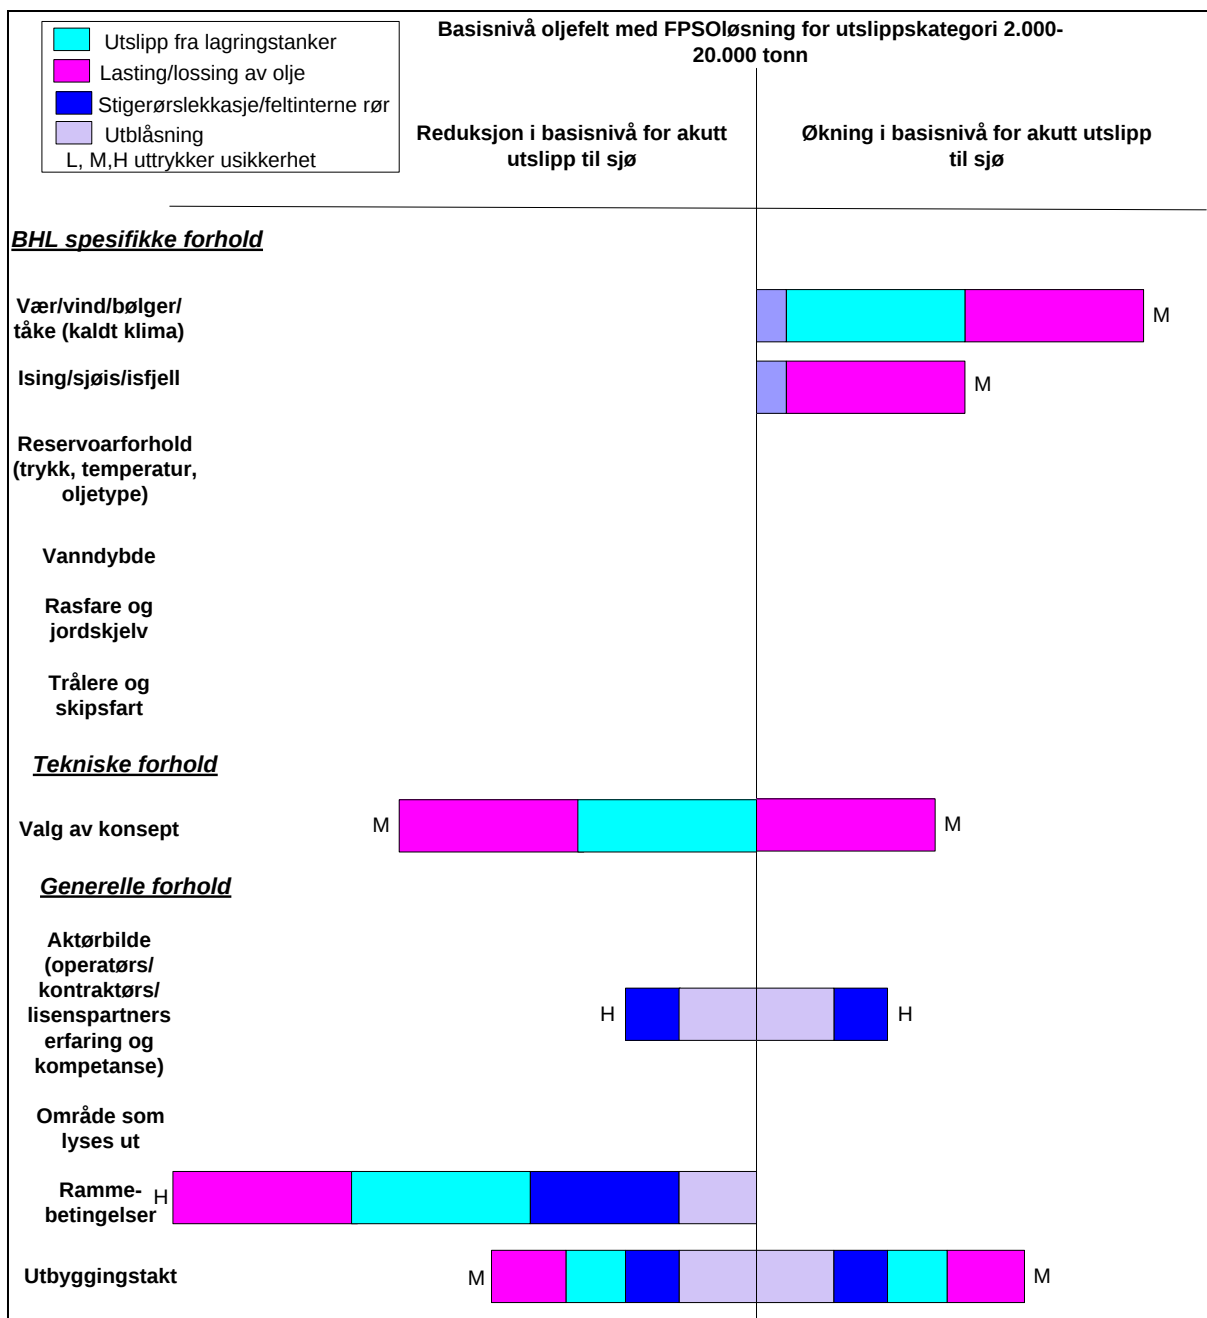 Utslipp fra lagringstanker
Lasting/lossing av olje
Stigerørslekkasje/feltinterne rør
Utblåsning
L, M,H uttrykker usikkerhet
Basisnivå oljefelt med FPSOløsning for utslippskategori 2.000-
20.000 tonn
Reduksjon i basisnivå for akutt
utslipp til sjø
Økning i basisnivå for akutt utslipp
til sjø
BHL spesifikke forhold
Vær/vind/bølger/
tåke (kaldt klima)
M
Ising/sjøis/isfjell
M
Reservoarforhold
(trykk, temperatur,
oljetype)
Vanndybde
Rasfare og
jordskjelv
Trålere og
skipsfart
Tekniske forhold
Valg av konsept
M
M
Generelle forhold
Aktørbilde
(operatørs/
kontraktørs/
lisenspartners
erfaring og
kompetanse)
H
H
Område som
lyses ut
Ramme-
betingelser
H
Utbyggingstakt
M
M